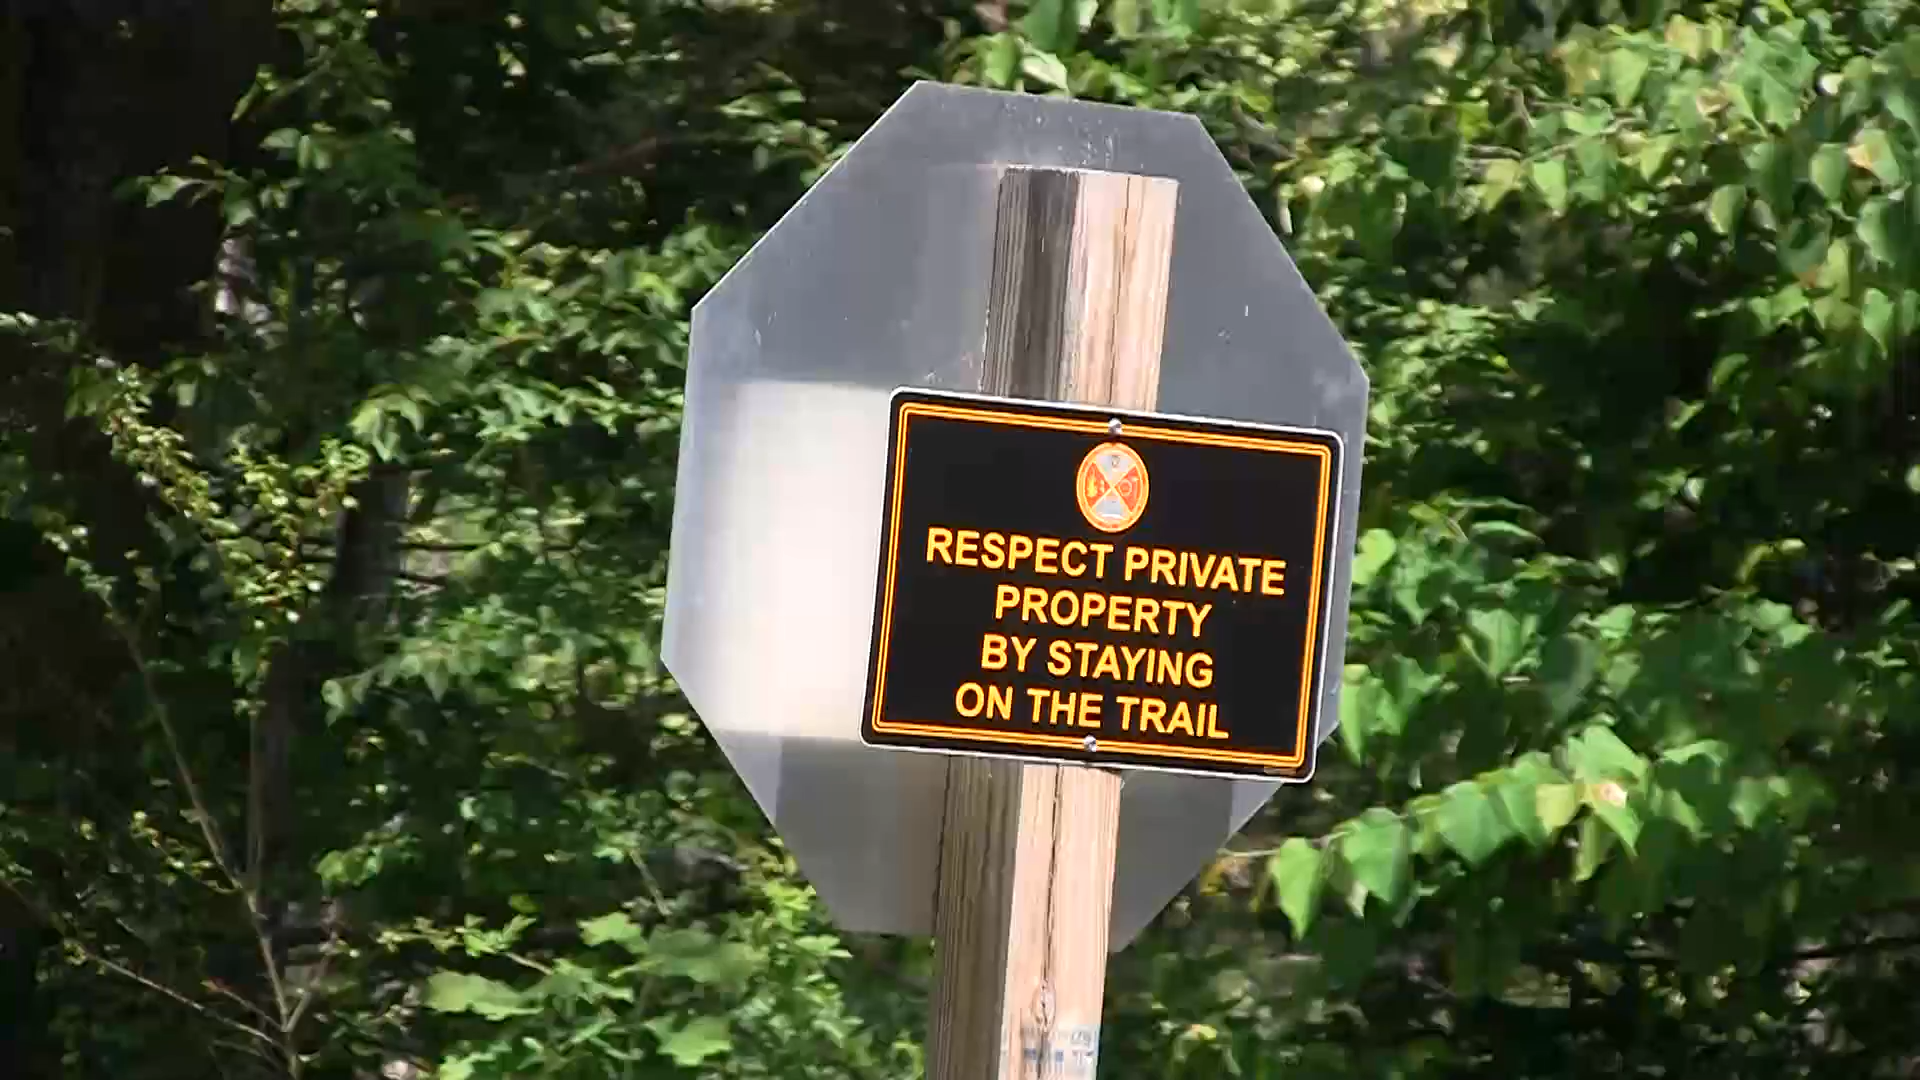 RESPECT PRIVATE
PROPERTY
BY STAYING
ON THE TRAIL